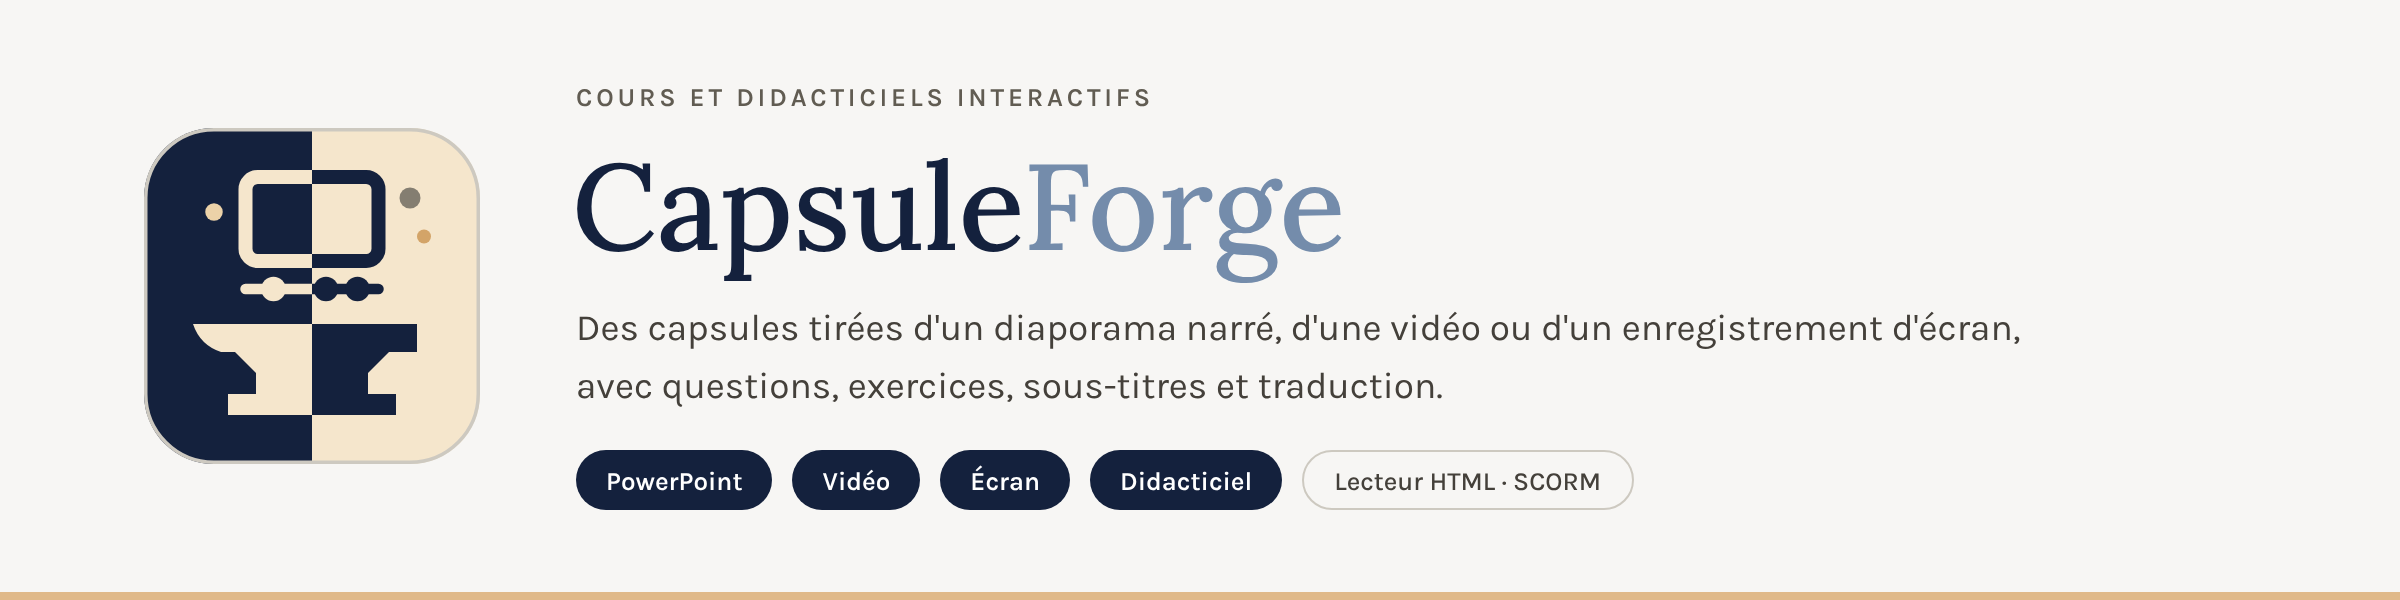 COURS ET DIDACTICIELS INTERACTIFS
CapsuleForge
Des capsules tirées d'un diaporama narré, d'une vidéo ou d'un enregistrement d'écran,
avec questions, exercices, sous-titres et traduction.
PowerPoint Vidéo Écran Didacticiel Lecteur HTML · SCORM